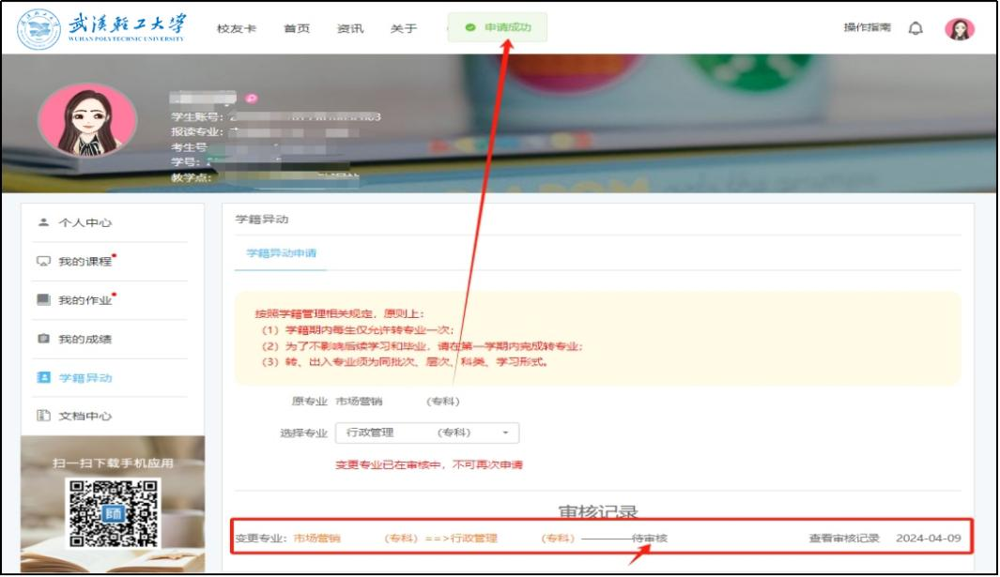 武汉轻工大学
WUHAN POLYTECHNIC UNIVERSITY
校友卡 首页 资讯 关于 申请成功 操作指南
学生账号:
报读专业:
考生号
学号:
教学点:
个人中心
我的课程
我的作业
我的成绩
学籍异动
文档中心
扫一扫下载手机应用
学籍异动
学籍异动申请
按照学籍管理相关规定，原则上:
(1) 学籍期内每生仅允许转专业一次;
(2) 为了不影响后续学习和毕业，请在第一学期内完成转专业;
(3) 转、出入专业须为同批次、层次、科类、学习形式。
原专业 市场营销 (专科)
选择专业 行政管理 (专科)
变更专业已在审核中，不可再次申请
审核记录
变更专业: 市场营销 (专科) ==>行政管理 (专科) ————待审核 查看审核记录 2024-04-09